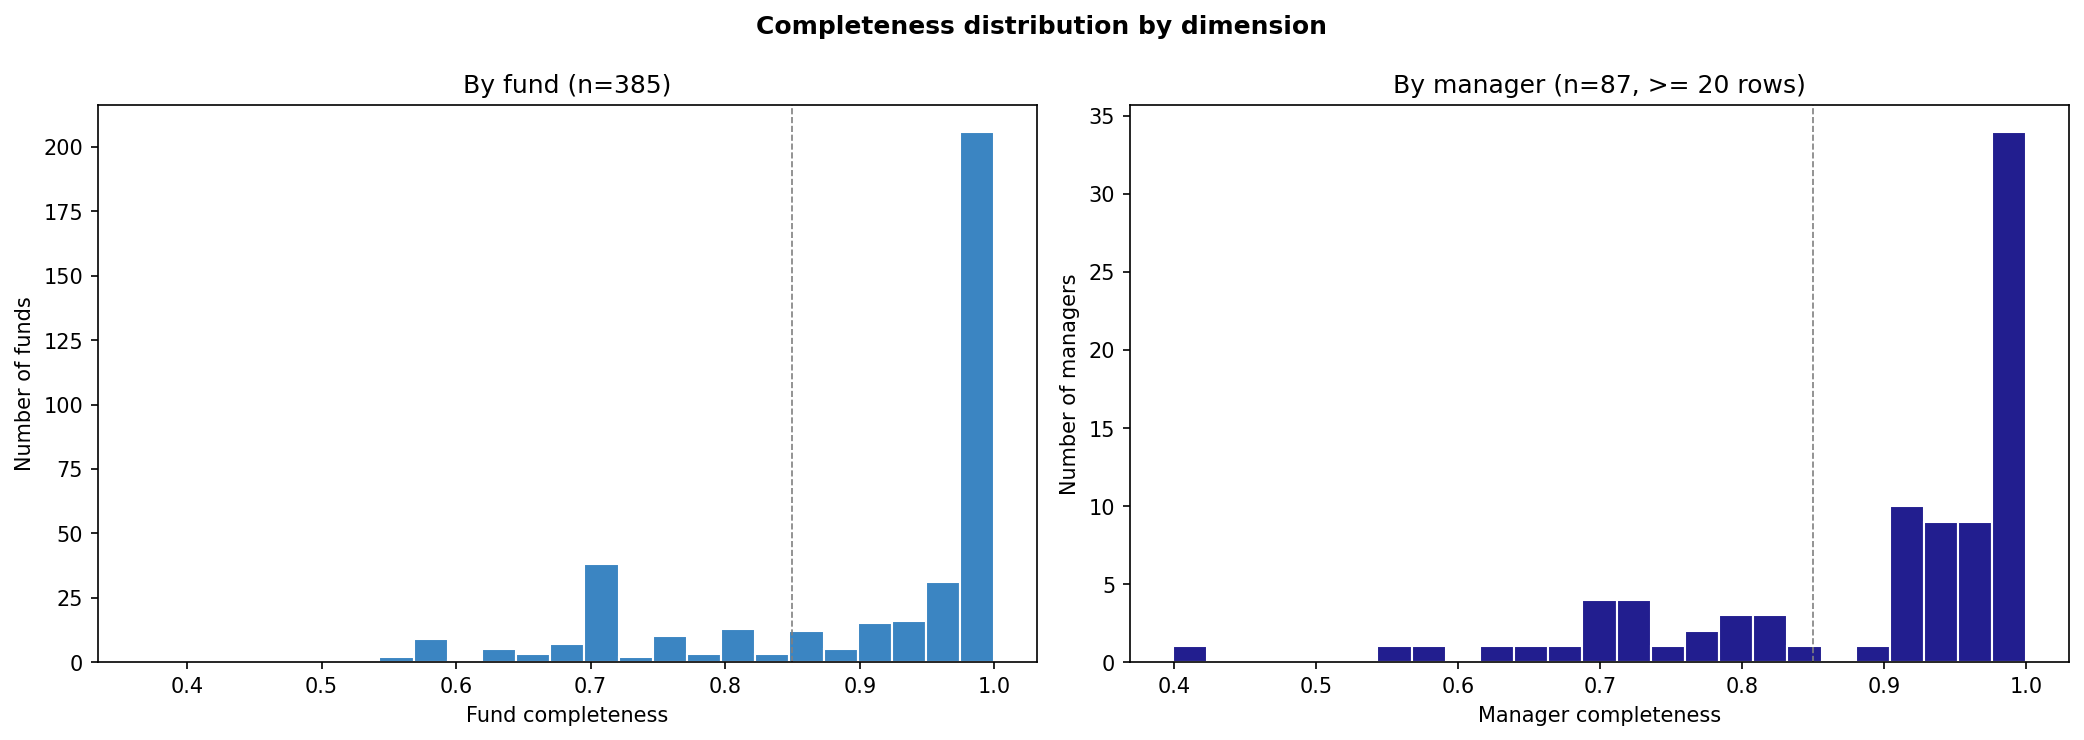 Completeness distribution by dimension
By fund (n=385)
Number of funds
200
175
150
125
100
75
50
25
0
0.4 0.5 0.6 0.7 0.8 0.9 1.0
Fund completeness
By manager (n=87, >= 20 rows)
Number of managers
35
30
25
20
15
10
5
0
0.4 0.5 0.6 0.7 0.8 0.9 1.0
Manager completeness